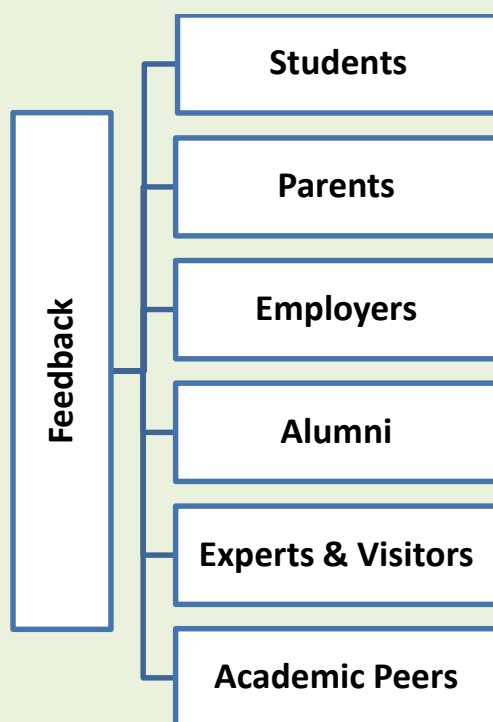 Feedback
Students
Parents
Employers
Alumni
Experts & Visitors
Academic Peers